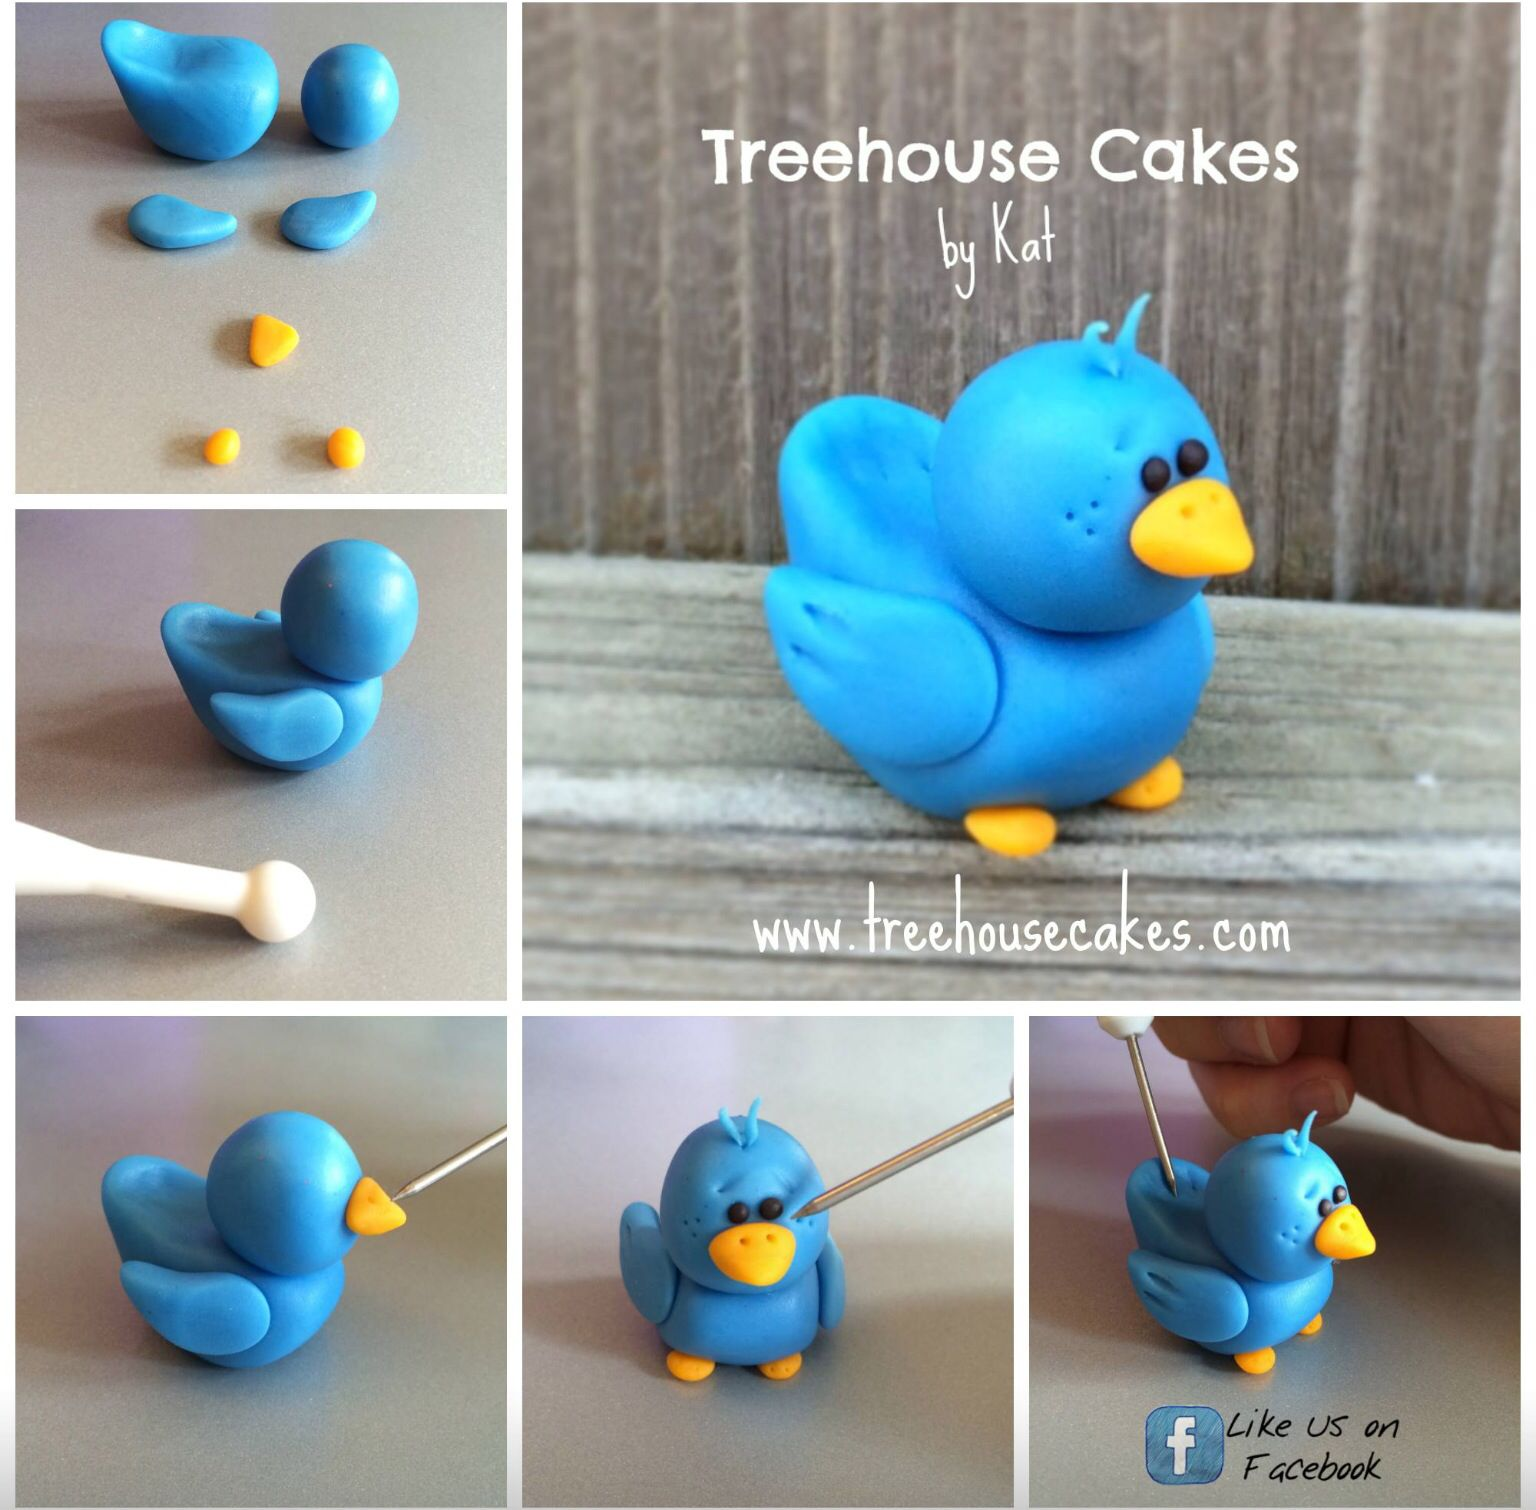 Treehouse Cakes
by Kat
www.treehousecakes.com
f Like us on
Facebook